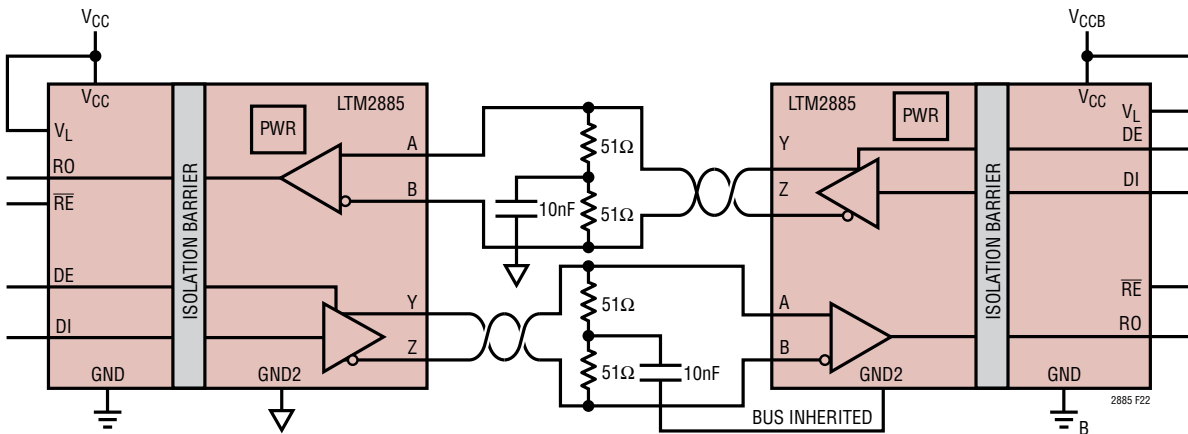 VCC
VCCB
VCC
LTM2885
LTM2885
VCC
PWR
PWR
VL
VL
RO
RE
DE
DI
ISOLATION BARRIER
A
B
Y
Z
51Ω
51Ω
10nF
Y
Z
DE
DI
ISOLATION BARRIER
51Ω
51Ω
10nF
A
B
RE
RO
GND
GND2
GND2
GND
BUS INHERITED
B
2885 F22